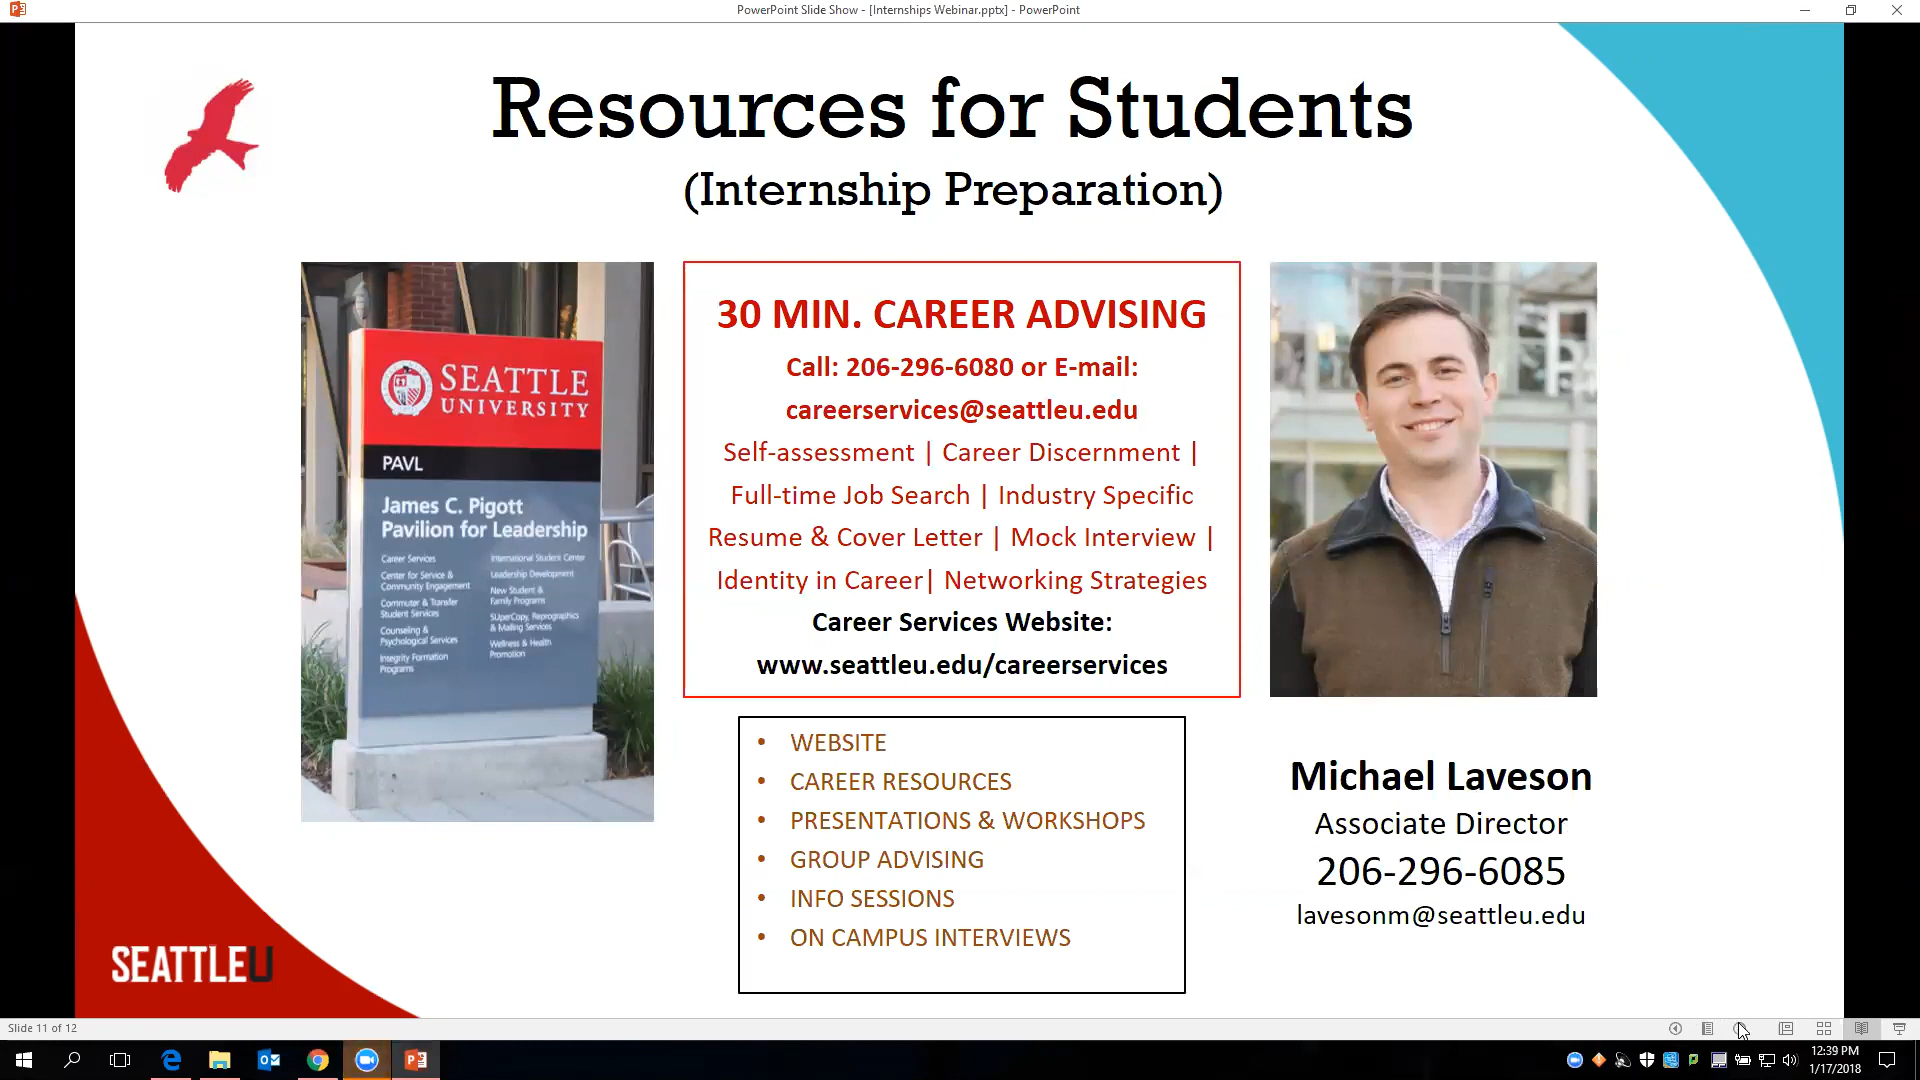 PowerPoint Slide Show - [Internships Webinar.pptx] - PowerPoint
Resources for Students
(Internship Preparation)
SEATTLE
UNIVERSITY
PAVL
James C. Pigott
Pavilion for Leadership
Career Services
Center for Service &
Community Engagement
Commuter & Transfer
Student Services
Counseling &
Psychological Services
Integrity Formation
Programs
International Student Center
Leadership Development
New Student &
Family Programs
SUperCopy, Reprographics
& Mailing Services
Wellness & Health
Promotion
30 MIN. CAREER ADVISING
Call: 206-296-6080 or E-mail:
careerservices@seattleu.edu
Self-assessment | Career Discernment |
Full-time Job Search | Industry Specific
Resume & Cover Letter | Mock Interview |
Identity in Career| Networking Strategies
Career Services Website:
www.seattleu.edu/careerservices
• WEBSITE
• CAREER RESOURCES
• PRESENTATIONS & WORKSHOPS
• GROUP ADVISING
• INFO SESSIONS
• ON CAMPUS INTERVIEWS
Michael Laveson
Associate Director
206-296-6085
lavesonm@seattleu.edu
SEATTLEU
Slide 11 of 12
12:39 PM
1/17/2018